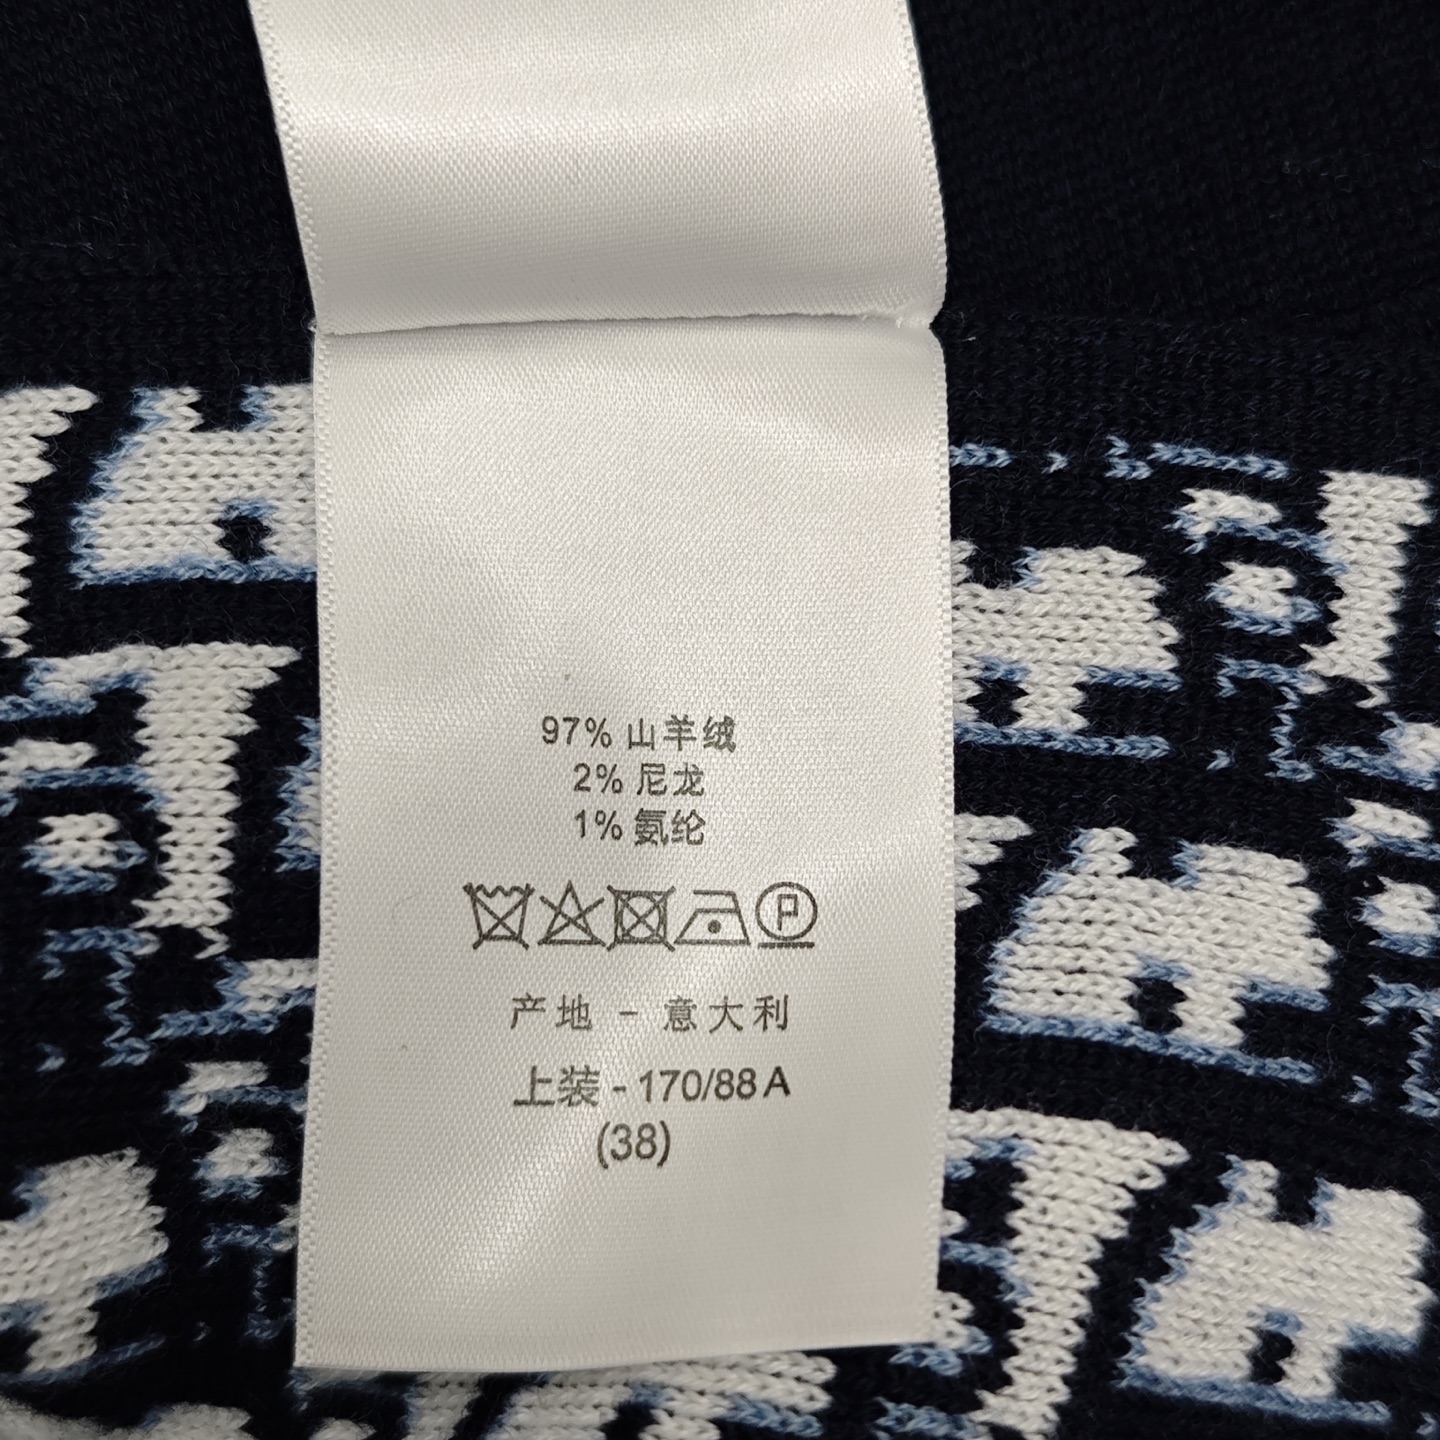 97% 山羊绒
2% 尼龙
1% 氨纶
P
产地 - 意大利
上装 - 170/88 A
(38)